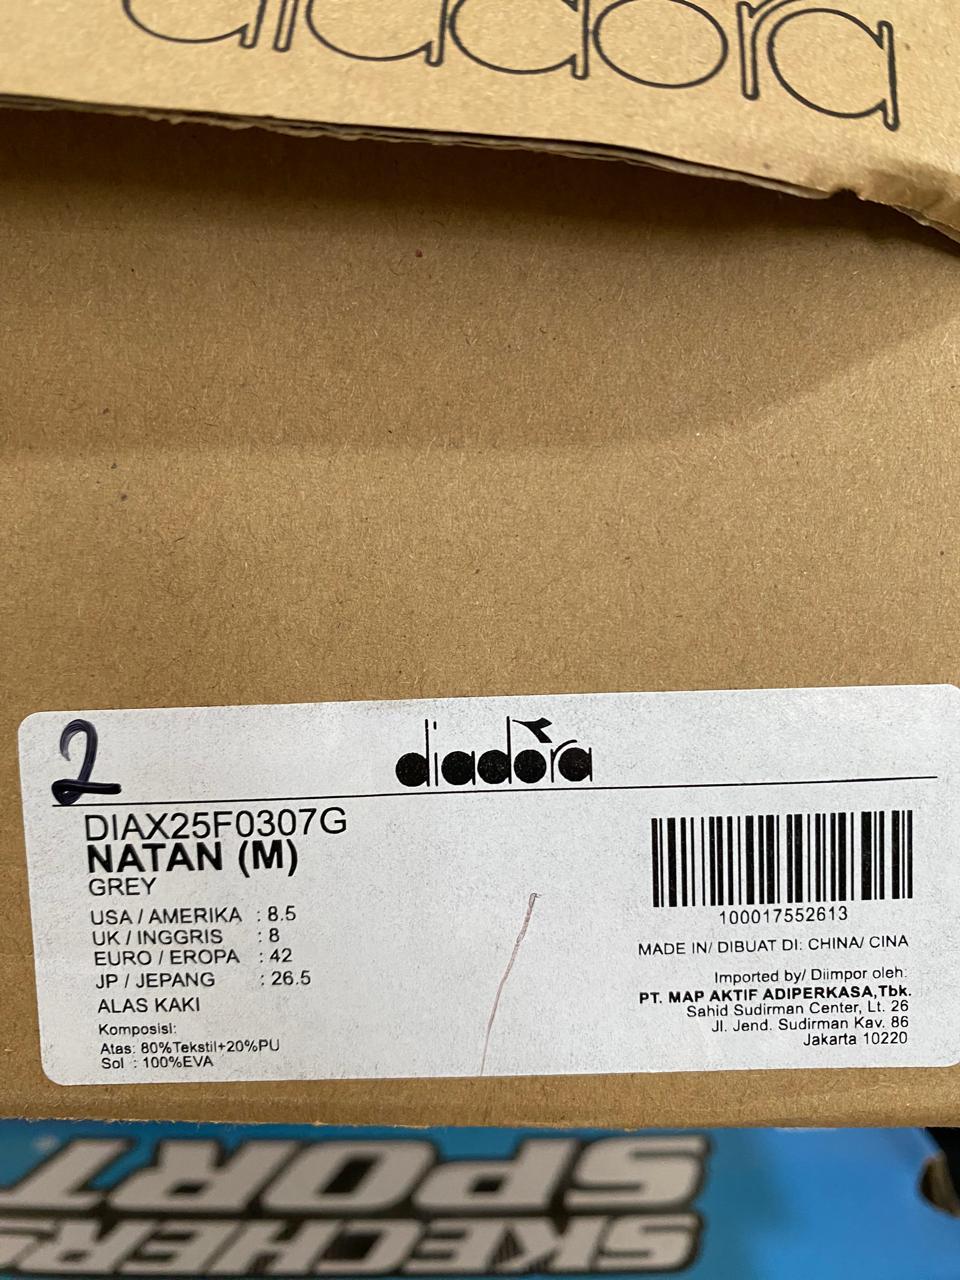 diadora
2
diadora
DIAX25F0307G
NATAN (M)
GREY
USA / AMERIKA : 8.5
UK / INGGRIS : 8
EURO / EROPA : 42
JP / JEPANG : 26.5
ALAS KAKI
Komposisi:
Atas: 80%Tekstil+20%PU
Sol : 100%EVA
100017552613
MADE IN/ DIBUAT DI: CHINA/ CINA
Imported by/ Diimpor oleh:
PT. MAP AKTIF ADIPERKASA,Tbk.
Sahid Sudirman Center, Lt. 26
Jl. Jend. Sudirman Kav. 86
Jakarta 10220
SKECHERS
SPORT